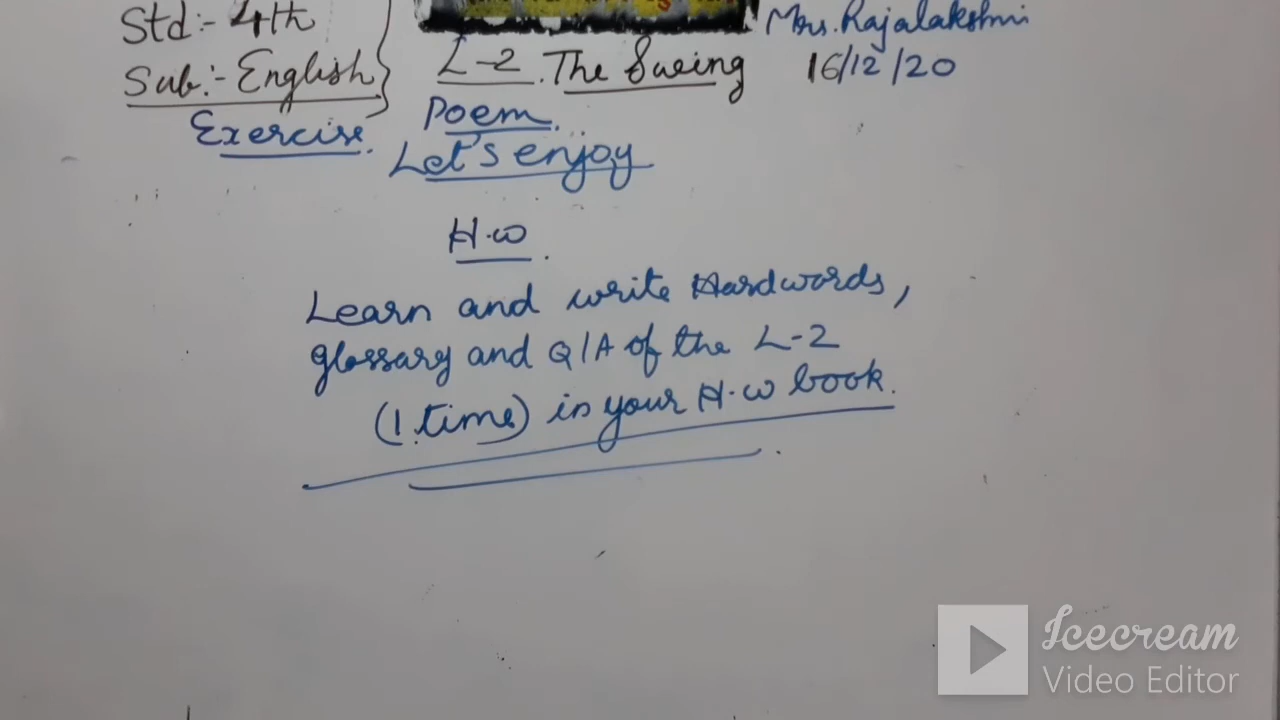 Std:- 4th
Sub:- English
Exercise.
L-2. The Swing
Poem.
Let's enjoy
Mrs. Rajalakshmi
16/12/20
H.w.
Learn and write Hardwords,
glossary and Q/A of the L-2
(1 time) in your H.w book.
Icecream
Video Editor